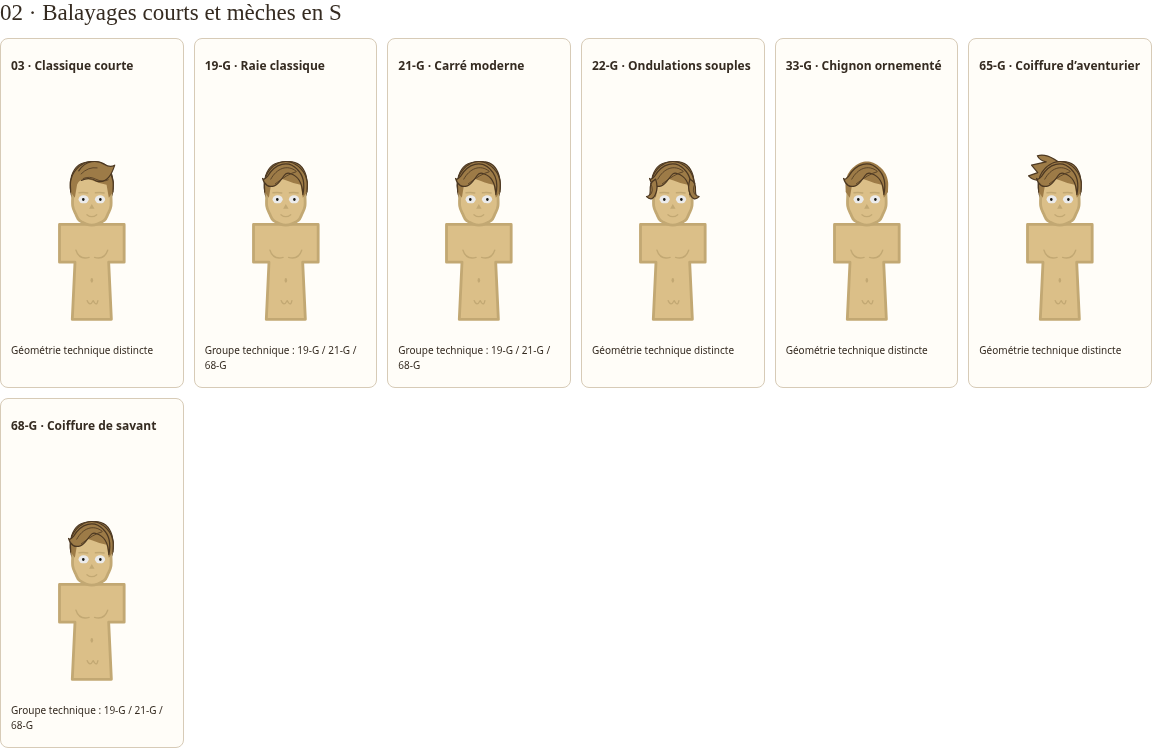 02 · Balayages courts et mèches en S
03 · Classique courte
19-G · Raie classique
21-G · Carré moderne
22-G · Ondulations souples
33-G · Chignon ornementé
65-G · Coiffure d’aventurier
Géométrie technique distincte
Groupe technique : 19-G / 21-G /
68-G
Groupe technique : 19-G / 21-G /
68-G
Géométrie technique distincte
Géométrie technique distincte
Géométrie technique distincte
68-G · Coiffure de savant
Groupe technique : 19-G / 21-G /
68-G